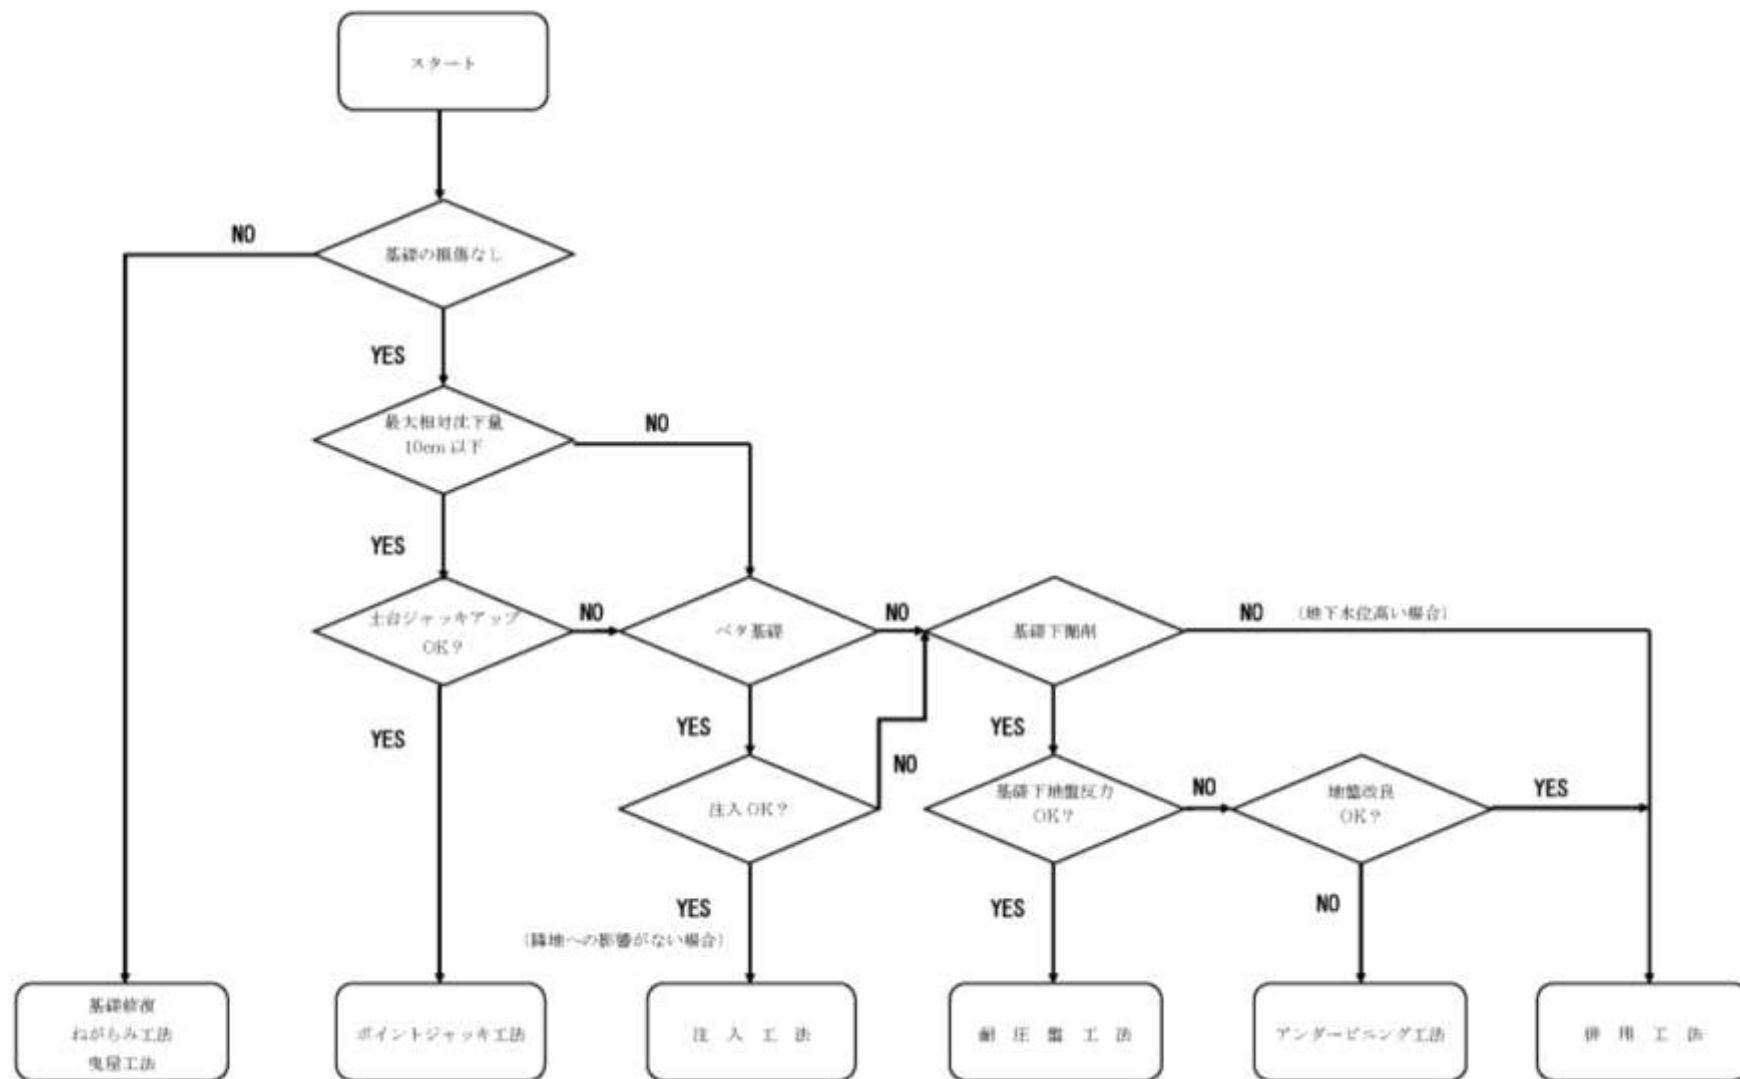 スタート
NO
基礎の損傷なし
YES
最大相対沈下量
10cm 以下
NO
YES
土台ジャッキアップ
OK?
NO
ベタ基礎
NO
基礎下掘削
NO
(地下水位高い場合)
YES
YES
YES
注入 OK?
NO
基礎下地盤反力
OK?
NO
地盤改良
OK?
YES
YES
(隣地への影響がない場合)
YES
NO
基礎修復
ねがらみ工法
曳屋工法
ポイントジャッキ工法
注 入 工 法
耐 圧 盤 工 法
アンダーピニング工法
併 用 工 法